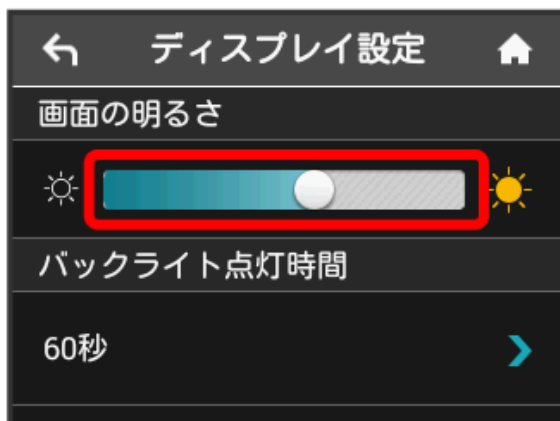 ディスプレイ設定
画面の明るさ
バックライト点灯時間
60秒